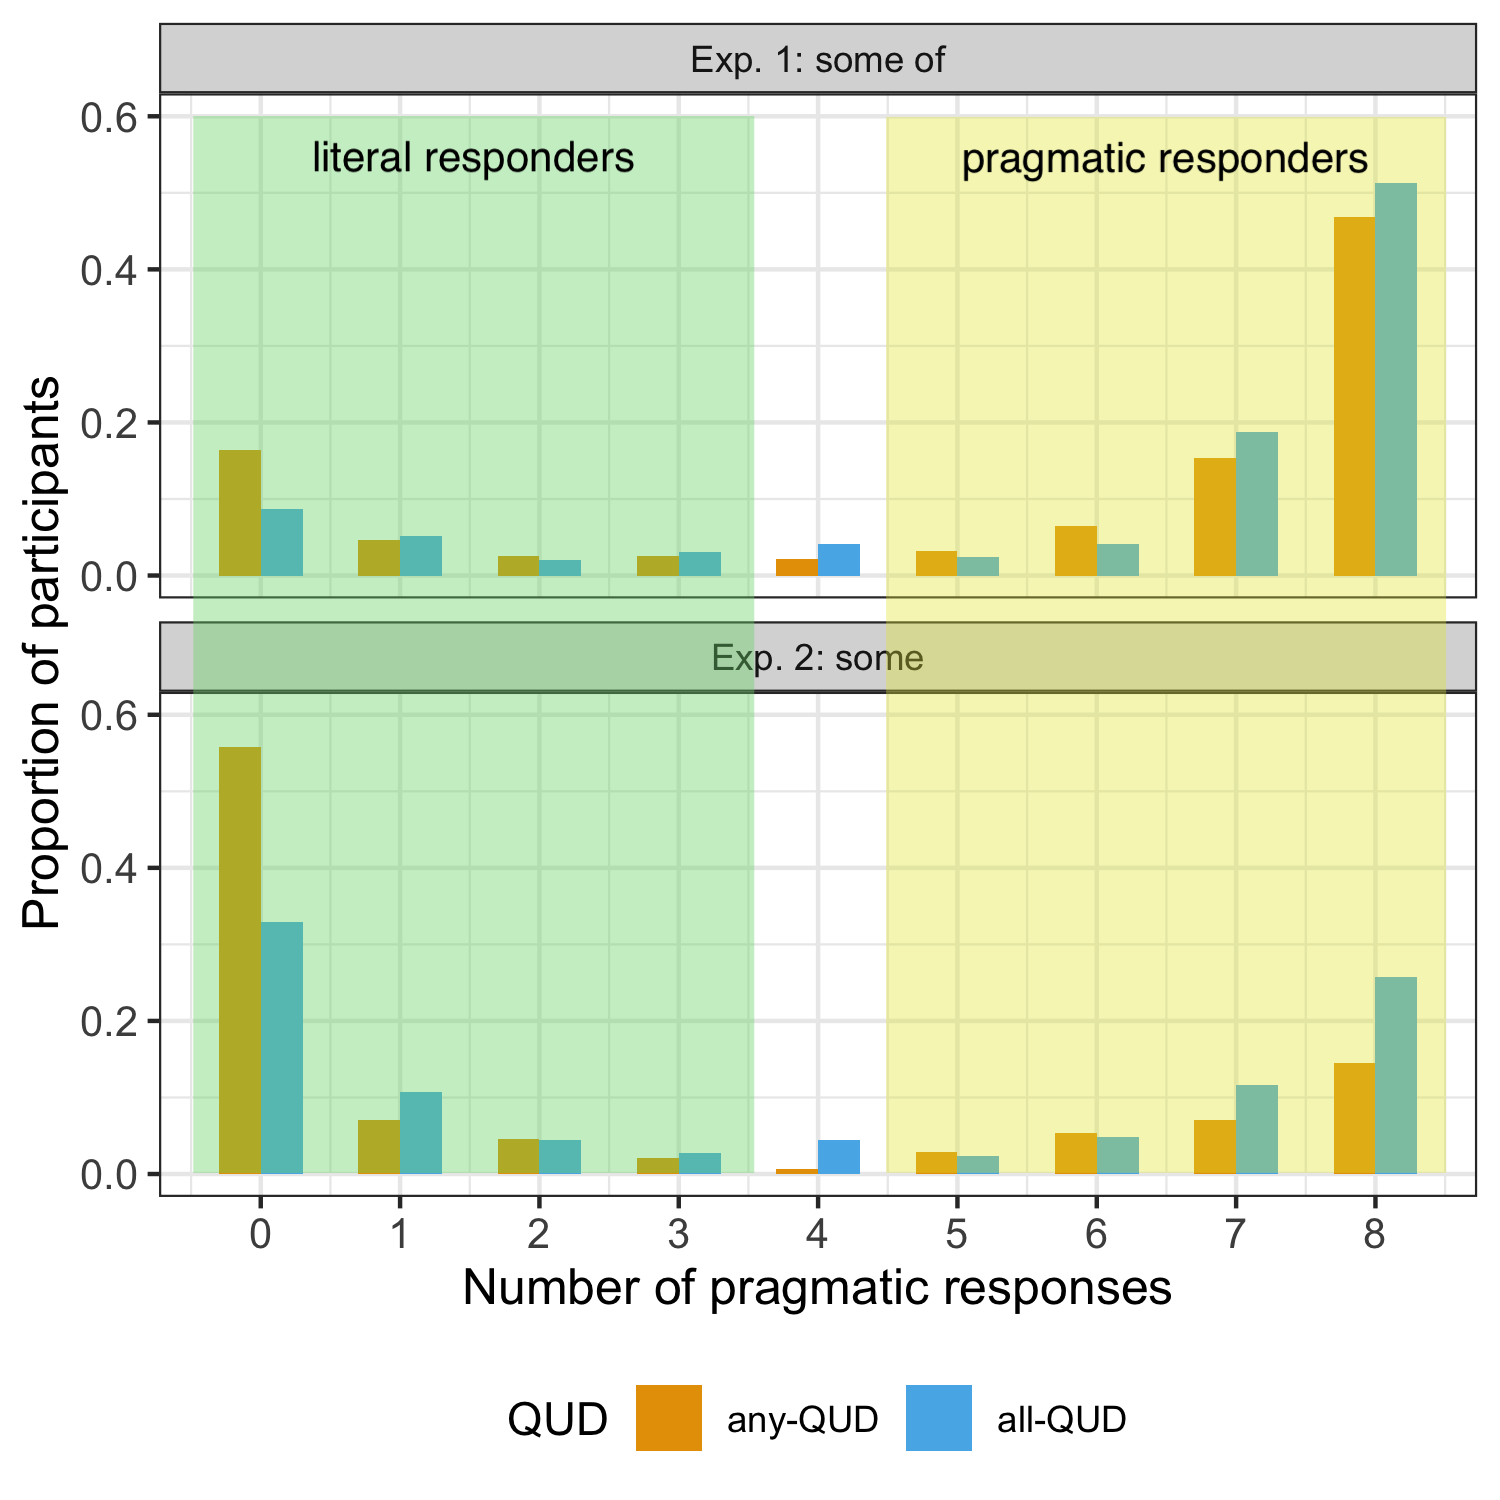 Exp. 1: some of
literal responders
pragmatic responders
0.6
0.4
0.2
0.0
Exp. 2: some
0.6
0.4
0.2
0.0
Proportion of participants
0 1 2 3 4 5 6 7 8
Number of pragmatic responses
QUD any-QUD all-QUD